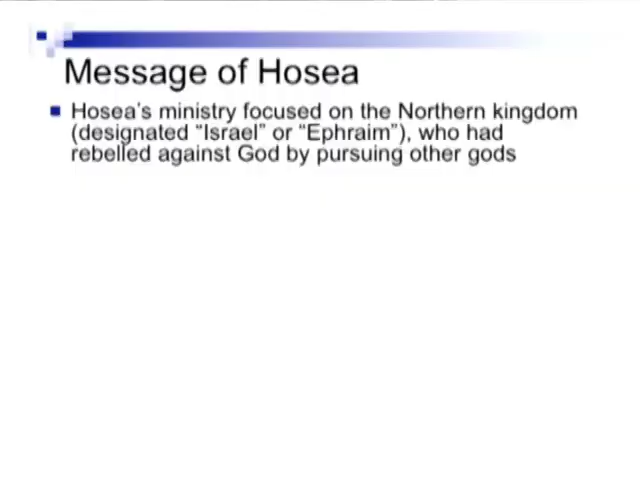 Message of Hosea
Hosea's ministry focused on the Northern kingdom
(designated “Israel” or “Ephraim”), who had
rebelled against God by pursuing other gods